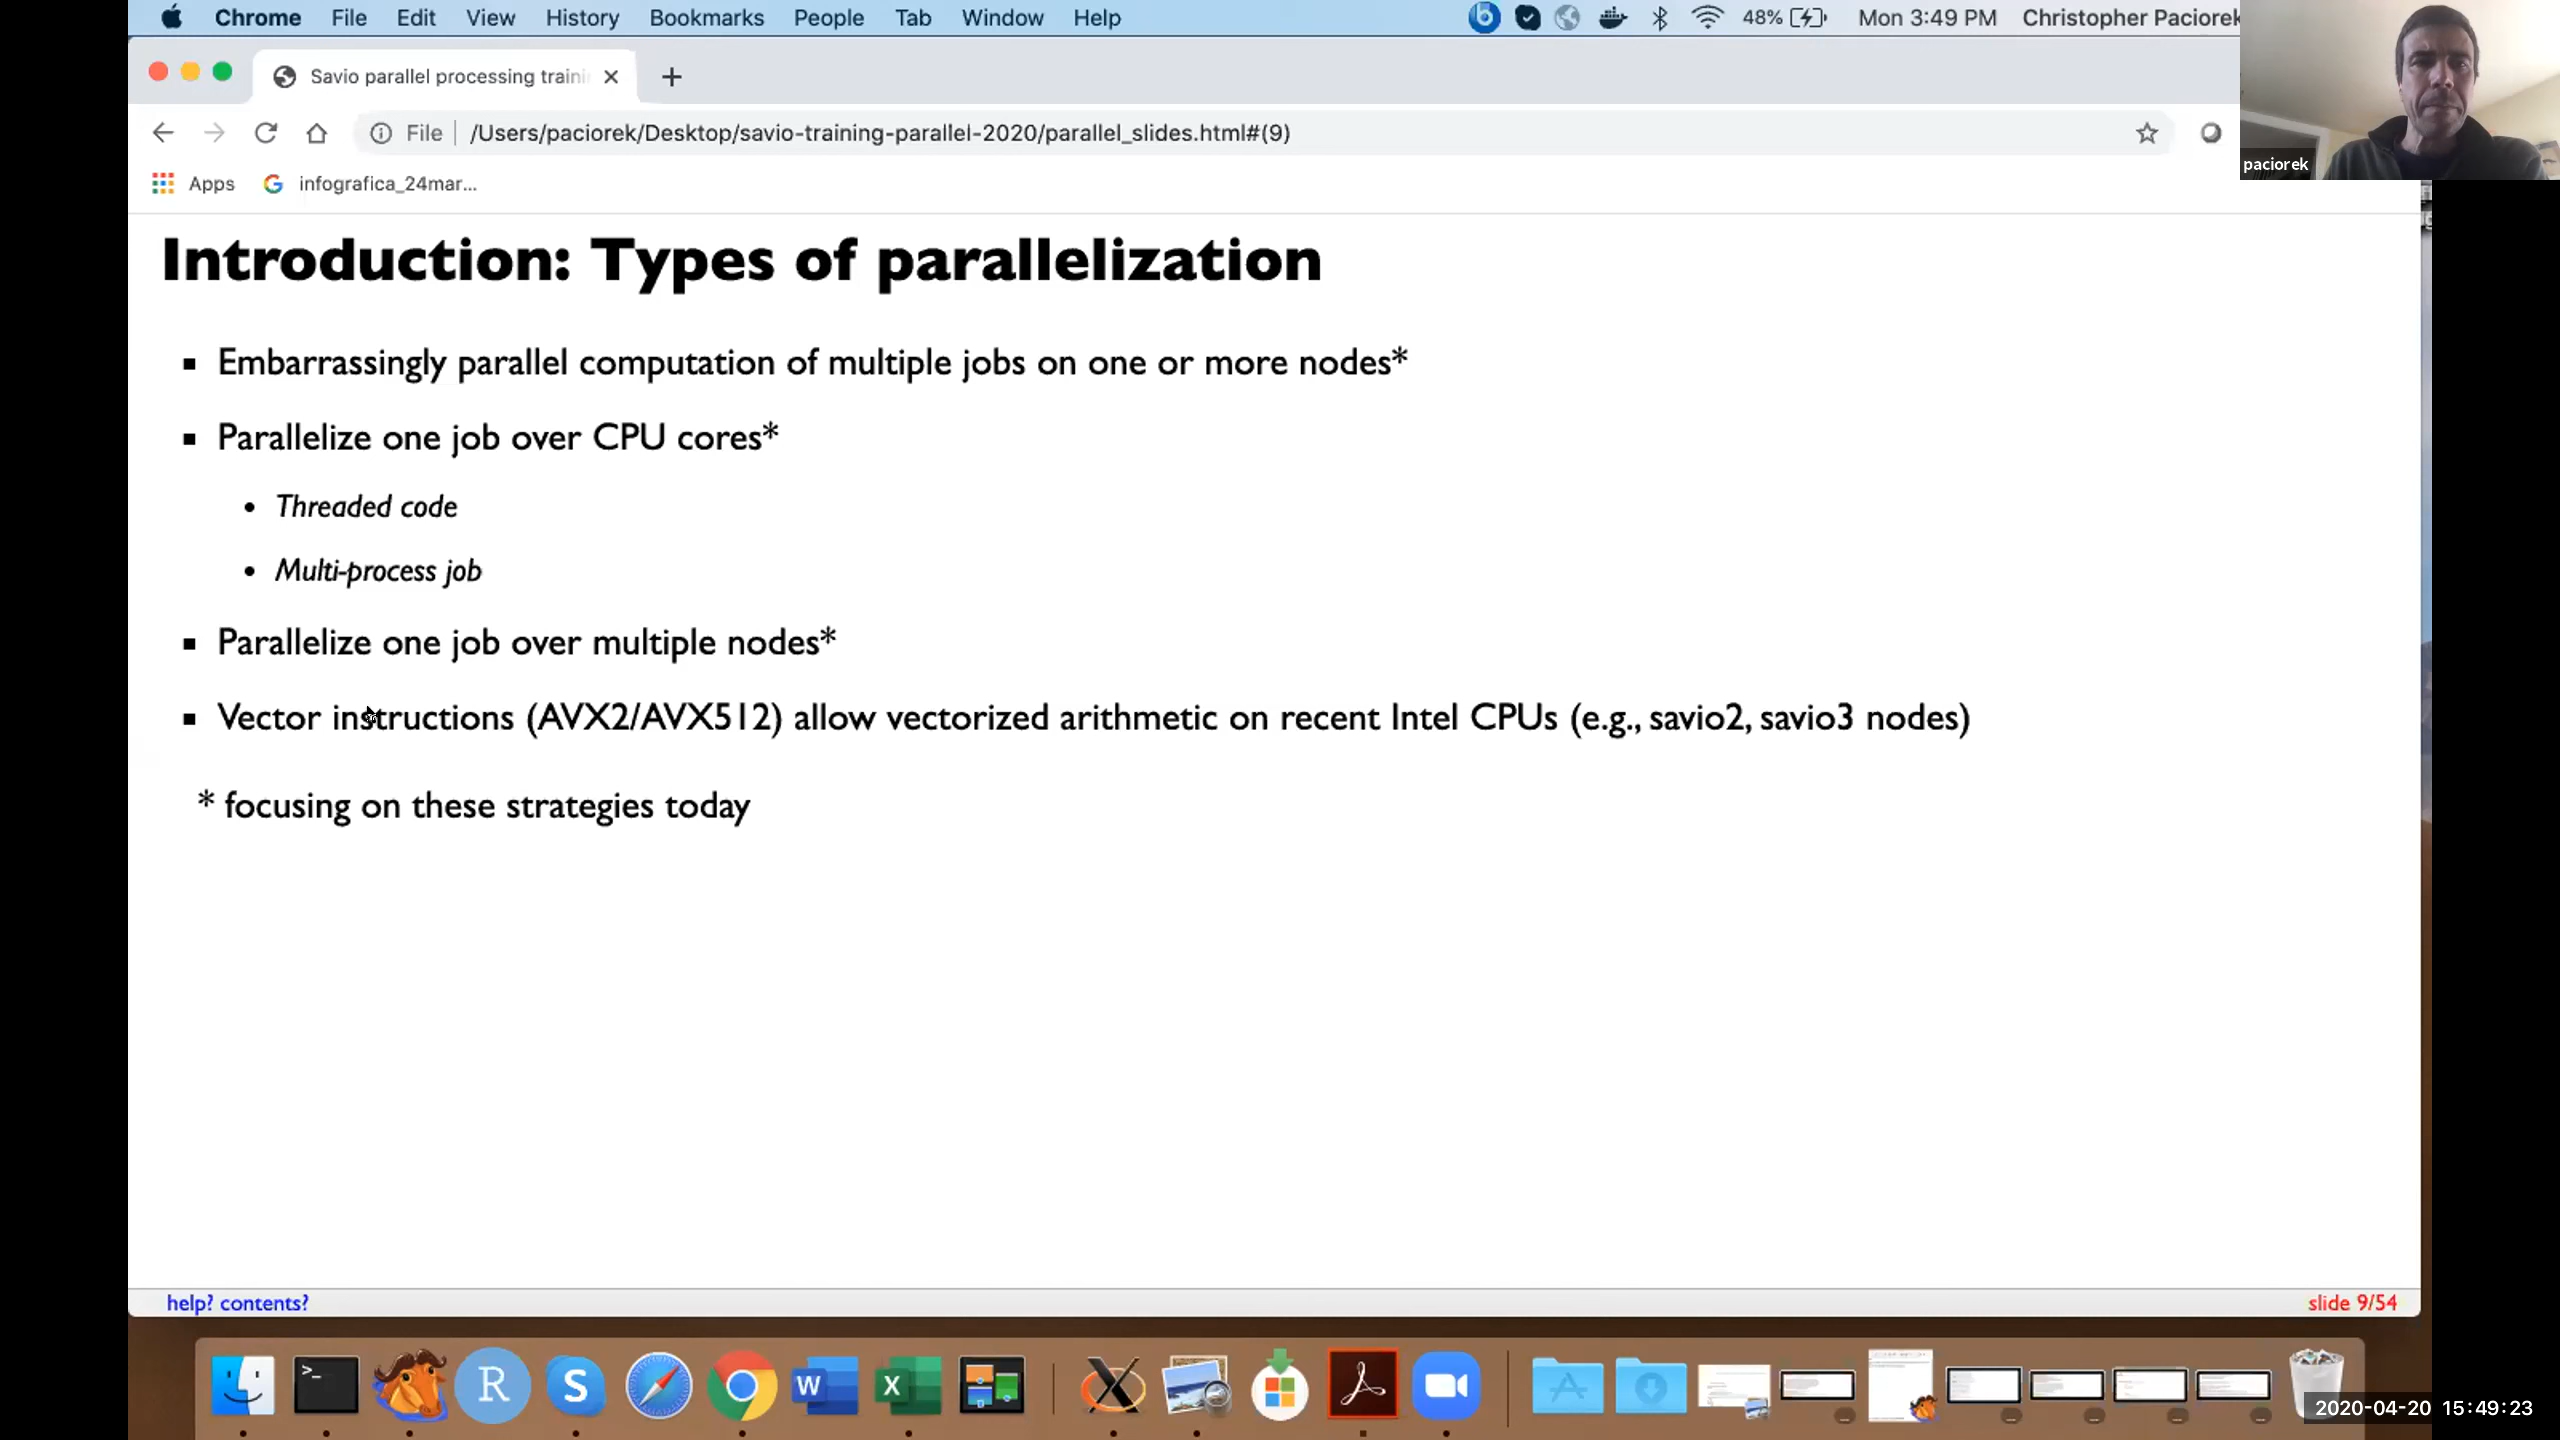 Chrome File Edit View History Bookmarks People Tab Window Help 48% Mon 3:49 PM Christopher Paciorek
Savio parallel processing traini
File /Users/paciorek/Desktop/savio-training-parallel-2020/parallel_slides.html#(9)
paciorek
Apps infografica_24mar...
Introduction: Types of parallelization
Embarrassingly parallel computation of multiple jobs on one or more nodes*
Parallelize one job over CPU cores*
Threaded code
Multi-process job
Parallelize one job over multiple nodes*
Vector instructions (AVX2/AVX512) allow vectorized arithmetic on recent Intel CPUs (e.g., savio2, savio3 nodes)
* focusing on these strategies today
help? contents? slide 9/54
2020-04-20 15:49:23